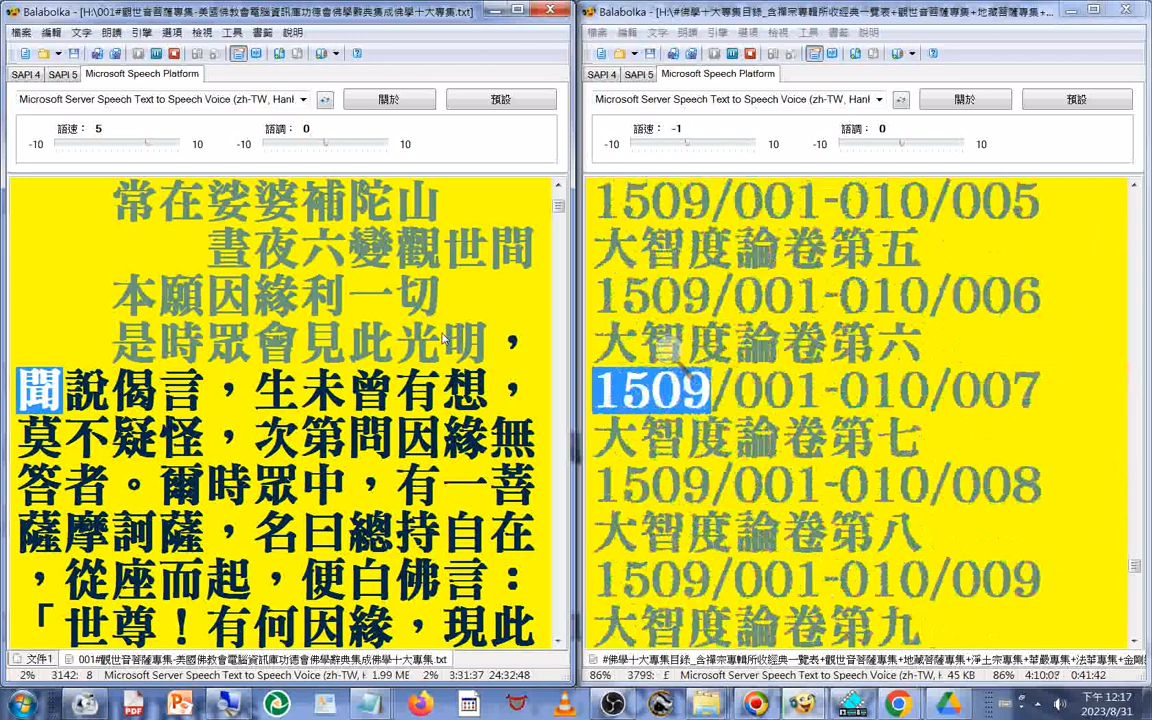 Balabolka - [H:\001#觀世音菩薩專集-美國佛教會電腦資訊庫功德會佛學辭典集成佛學十大專集.txt]
檔案 編輯 文字 朗讀 引擎 選項 檢視 工具 書籤 說明
SAPI 4 SAPI 5 Microsoft Speech Platform
Microsoft Server Speech Text to Speech Voice (zh-TW, HanH
關於
預設
語速： 5
語調： 0
-10 10 -10 10
常在娑婆補陀山
晝夜六變觀世間
本願因緣利一切
是時眾會見此光明，
聞說偈言，生未曾有想，
莫不疑怪，次第問因緣無
答者。爾時眾中，有一菩
薩摩訶薩，名曰總持自在
，從座而起，便白佛言：
「世尊！有何因緣，現此
文件1 001#觀世音菩薩專集-美國佛教會電腦資訊庫功德會佛學辭典集成佛學十大專集.txt
2% 3142: 8 Microsoft Server Speech Text to Speech Voice (zh-TW, H 1.99 ME 2% 3:31:37 24:32:48
Balabolka - [H:\#佛學十大專集目錄_含禪宗專輯所收經典一覽表+觀世音菩薩專集+地藏菩薩專集+...
檔案 編輯 文字 朗讀 引擎 選項 檢視 工具 書籤 說明
SAPI 4 SAPI 5 Microsoft Speech Platform
Microsoft Server Speech Text to Speech Voice (zh-TW, HanH
關於
預設
語速： -1
語調： 0
-10 10 -10 10
1509/001-010/005
大智度論卷第五
1509/001-010/006
大智度論卷第六
1509/001-010/007
大智度論卷第七
1509/001-010/008
大智度論卷第八
1509/001-010/009
大智度論卷第九
#佛學十大專集目錄_含禪宗專輯所收經典一覽表+觀世音菩薩專集+地藏菩薩專集+淨土宗專集+華嚴專集+法華專集+金剛
86% 3799: Microsoft Server Speech Text to Speech Voice (zh-TW, H 45 KB 86% 4:10:0 0:41:42
下午 12:17
2023/8/31